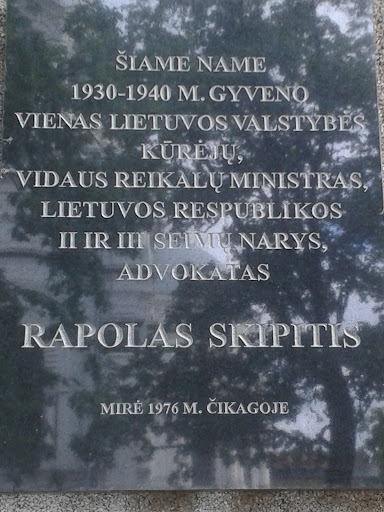 ŠIAME NAME
1930-1940 M. GYVENO
VIENAS LIETUVOS VALSTYBĖS
KŪRĖJŲ,
VIDAUS REIKALŲ MINISTRAS,
LIETUVOS RESPUBLIKOS
II IR III SEIMŲ NARYS,
ADVOKATAS
RAPOLAS SKIPITIS
MIRĖ 1976 M. ČIKAGOJE